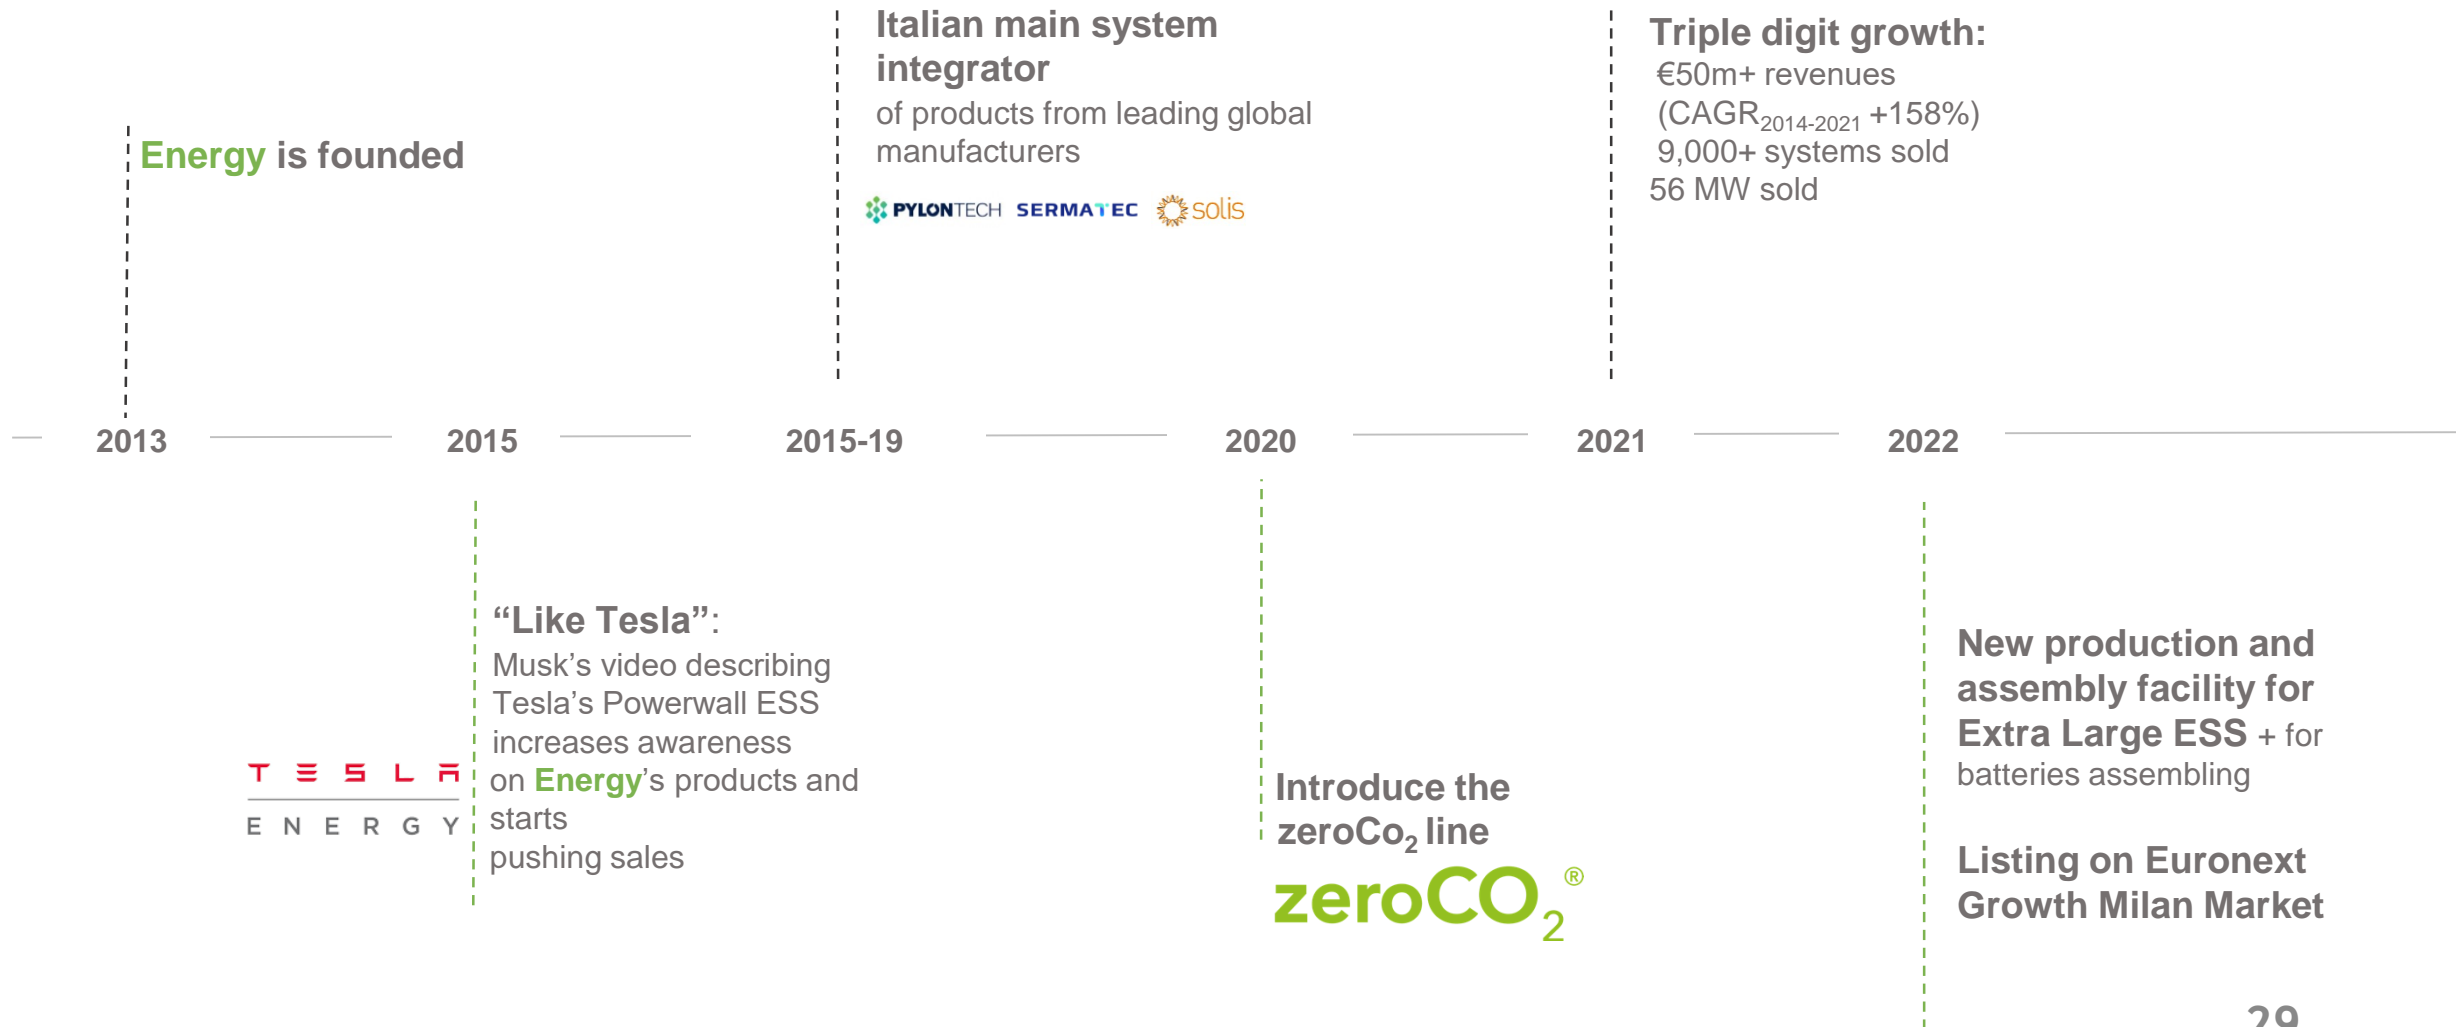 Energy is founded
Italian main system
integrator
of products from leading global
manufacturers
PYLONTECH SERMATEC solis
Triple digit growth:
€50m+ revenues
(CAGR2014-2021 +158%)
9,000+ systems sold
56 MW sold
2013 2015 2015-19 2020 2021 2022
TESLA
ENERGY
“Like Tesla”:
Musk’s video describing
Tesla’s Powerwall ESS
increases awareness
on Energy’s products and
starts
pushing sales
Introduce the
zeroCo2 line
zeroCO2®
New production and
assembly facility for
Extra Large ESS + for
batteries assembling
Listing on Euronext
Growth Milan Market
29